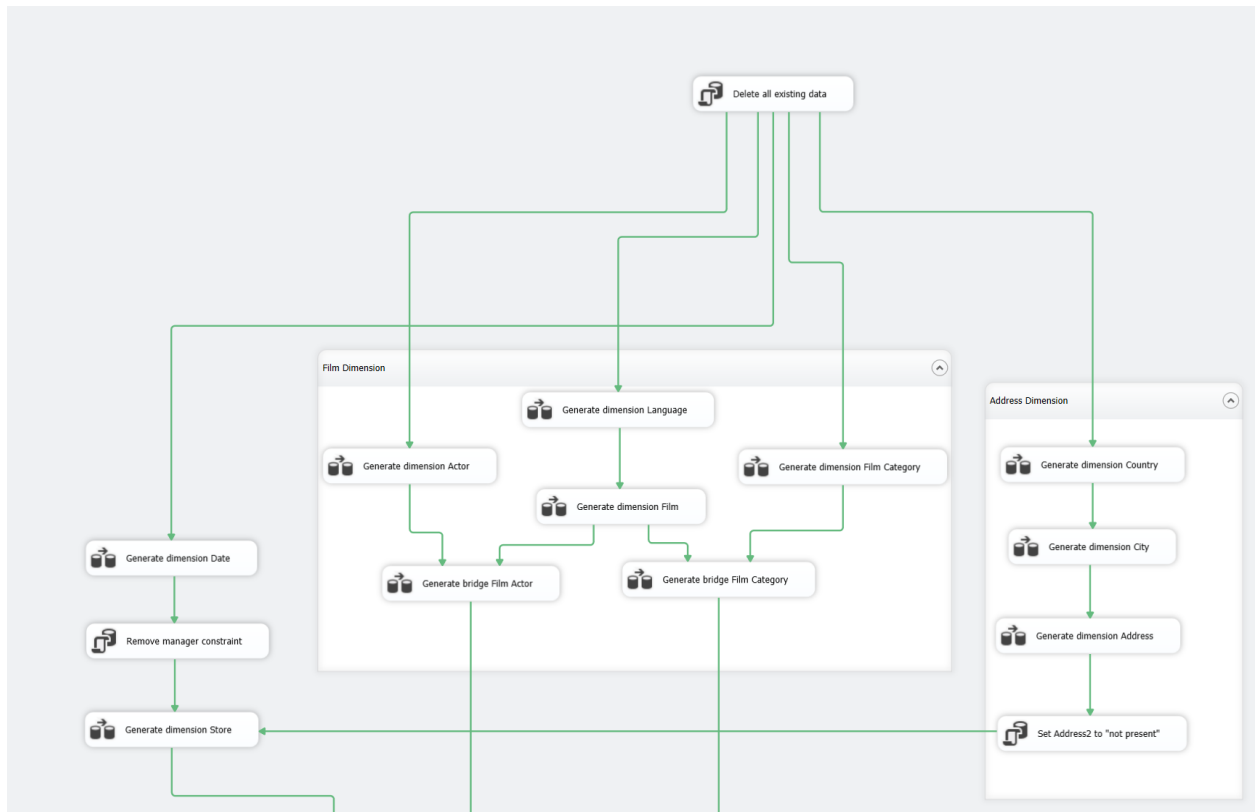 Delete all existing data
Film Dimension
Generate dimension Language
Address Dimension
Generate dimension Actor
Generate dimension Film Category
Generate dimension Country
Generate dimension Film
Generate dimension Date
Generate dimension City
Generate bridge Film Actor
Generate bridge Film Category
Remove manager constraint
Generate dimension Address
Generate dimension Store
Set Address2 to "not present"